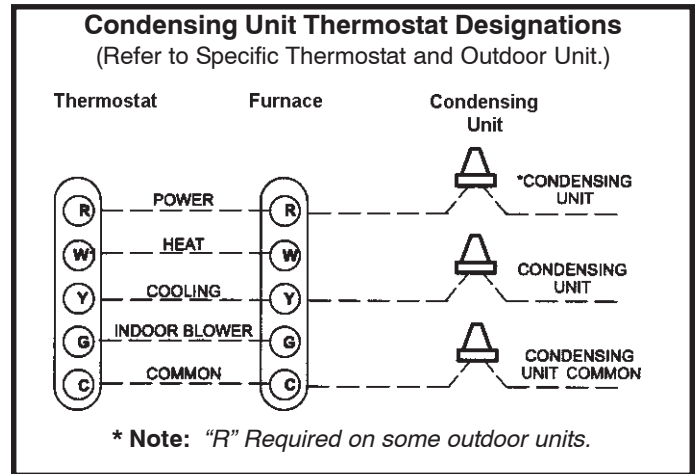 Condensing Unit Thermostat Designations
(Refer to Specific Thermostat and Outdoor Unit.)
Thermostat Furnace Condensing
Unit
R POWER R *CONDENSING
UNIT
W HEAT W
Y COOLING Y CONDENSING
UNIT
G INDOOR BLOWER G
C COMMON C CONDENSING
UNIT COMMON
* Note: "R" Required on some outdoor units.